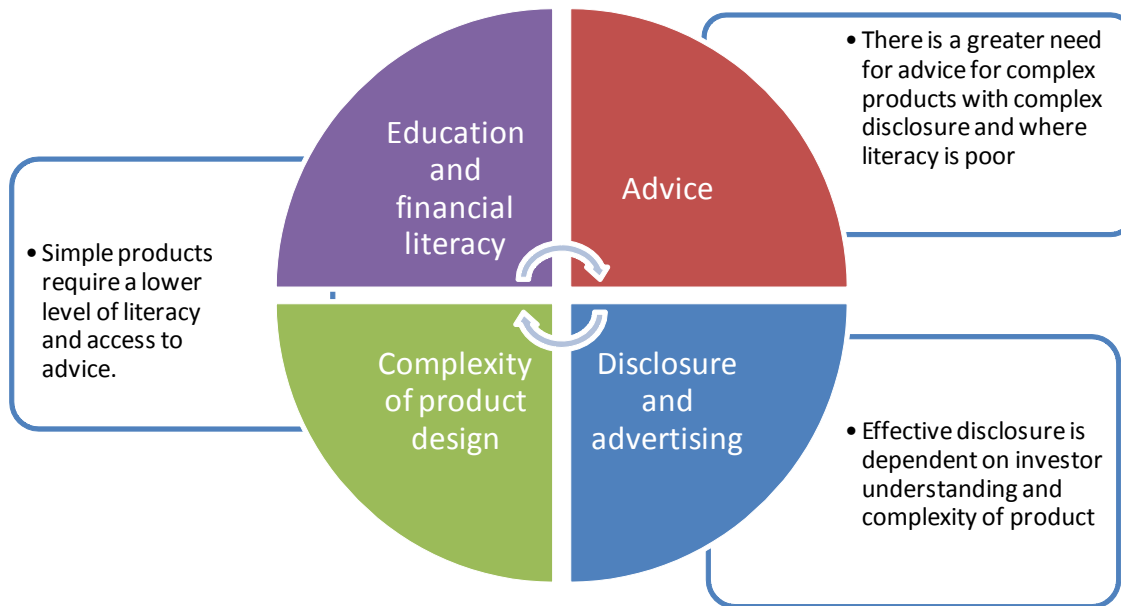 Education
and
financial
literacy
Advice
• There is a greater need
for advice for complex
products with complex
disclosure and where
literacy is poor
• Simple products
require a lower
level of literacy
and access to
advice.
Complexity
of product
design
Disclosure
and
advertising
• Effective disclosure is
dependent on investor
understanding and
complexity of product